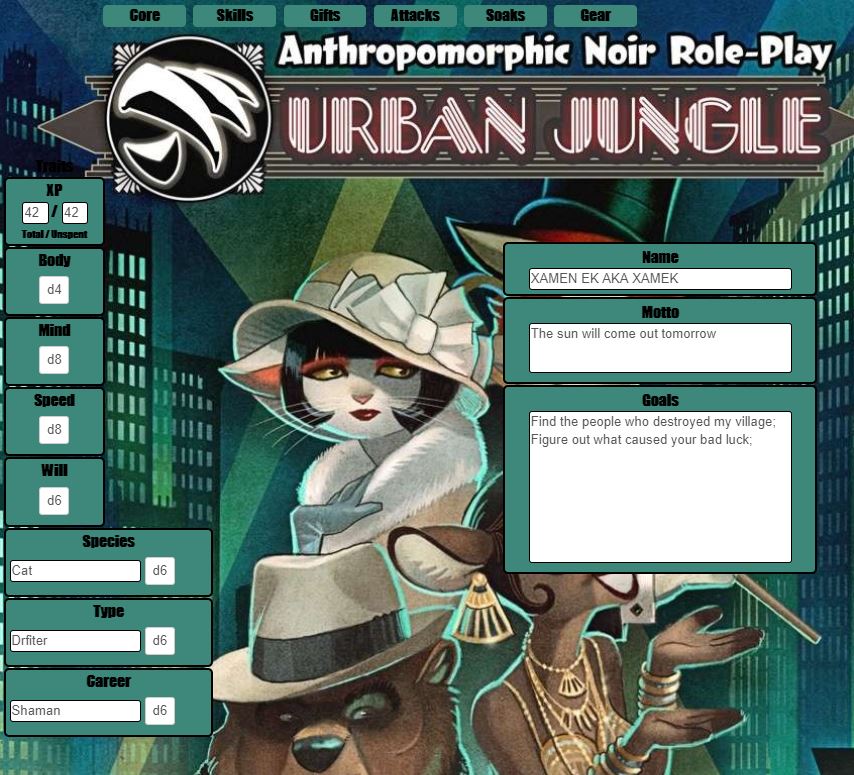 Core Skills Gifts Attacks Soaks Gear
Anthropomorphic Noir Role-Play
URBAN JUNGLE
Traits
XP
42 / 42
Total / Unspent
Body
d4
Mind
d8
Speed
d8
Will
d6
Species
Cat d6
Type
Drfiter d6
Career
Shaman d6
Name
XAMEN EK AKA XAMEK
Motto
The sun will come out tomorrow
Goals
Find the people who destroyed my village;
Figure out what caused your bad luck;